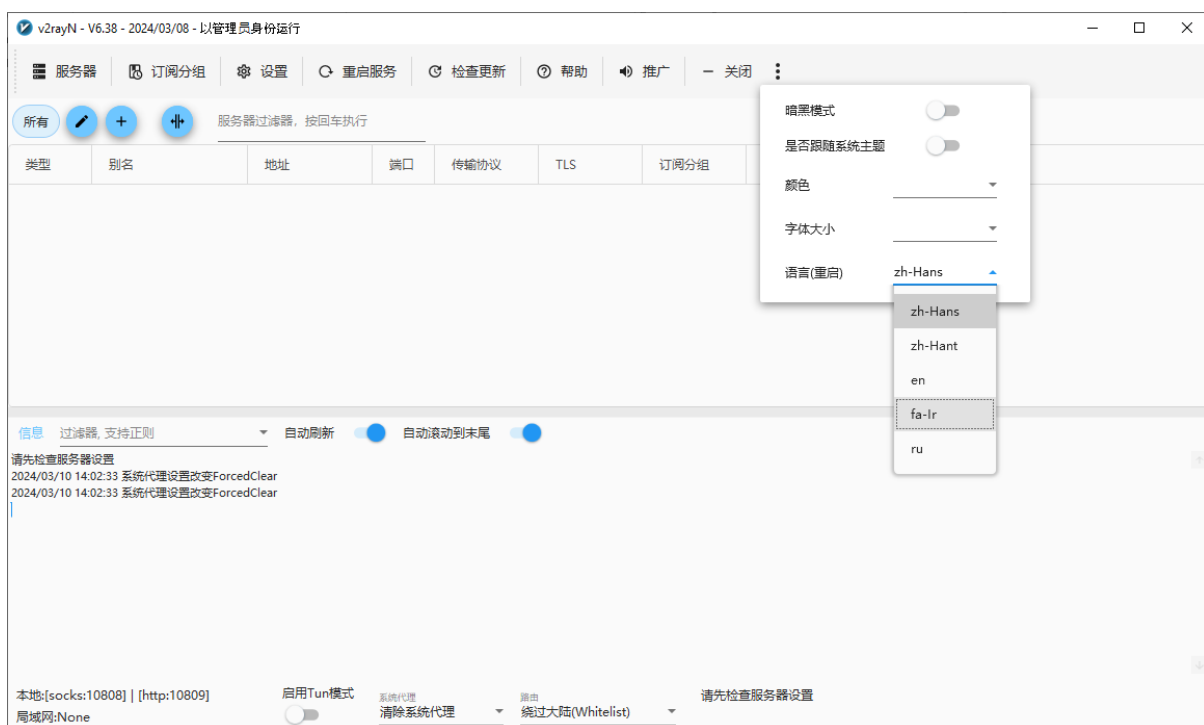 v2rayN - V6.38 - 2024/03/08 - 以管理员身份运行
服务器 订阅分组 设置 重启服务 检查更新 帮助 推广 关闭
所有 服务器过滤器，按回车执行
类型 别名 地址 端口 传输协议 TLS 订阅分组
暗黑模式
是否跟随系统主题
颜色
字体大小
语言(重启) zh-Hans
zh-Hans
zh-Hant
en
fa-Ir
ru
信息 过滤器, 支持正则 自动刷新 自动滚动到末尾
请先检查服务器设置
2024/03/10 14:02:33 系统代理设置改变ForcedClear
2024/03/10 14:02:33 系统代理设置改变ForcedClear
本地:[socks:10808] | [http:10809]
局域网:None
启用Tun模式
系统代理
清除系统代理
路由
绕过大陆(Whitelist)
请先检查服务器设置